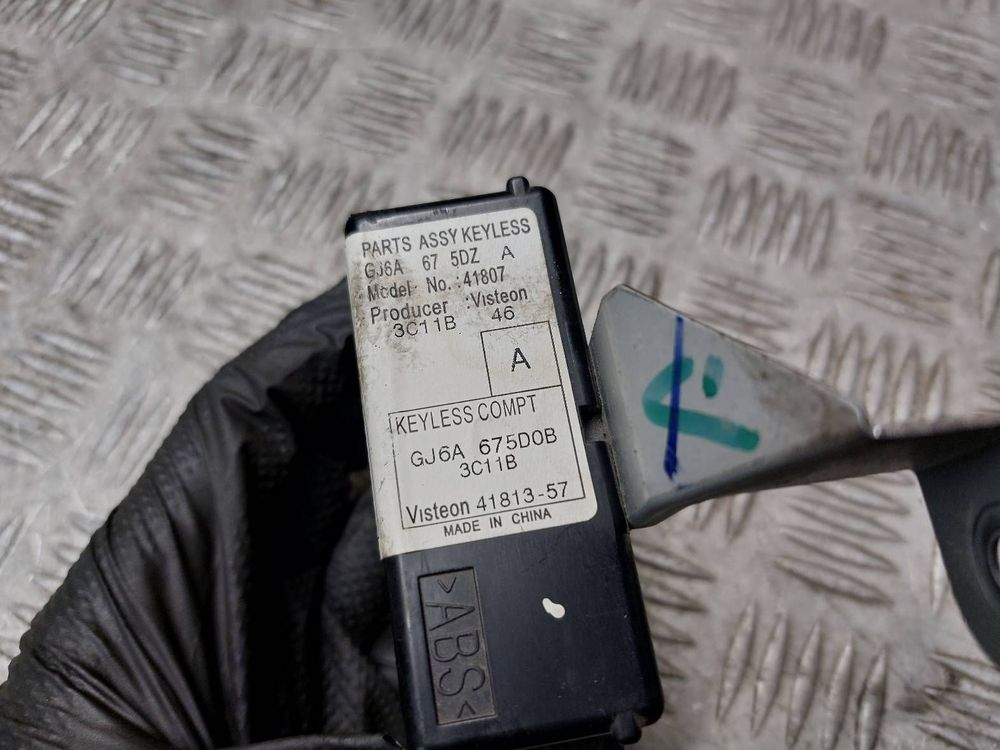 PARTS ASSY KEYLESS
GJ6A 67 5DZ A
Model No. :41807
Producer :Visteon
3C11B 46
A
KEYLESS COMPT
GJ6A 675D0B
3C11B
Visteon 41813-57
MADE IN CHINA
>ABS<